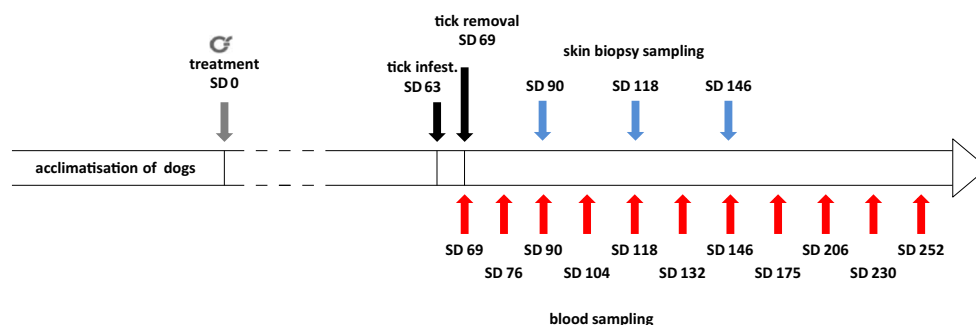 tick removal
SD 69
treatment
SD 0
tick infest.
SD 63
skin biopsy sampling
SD 90 SD 118 SD 146
acclimatisation of dogs
SD 69 SD 90 SD 118 SD 146 SD 206 SD 252
SD 76 SD 104 SD 132 SD 175 SD 230
blood sampling